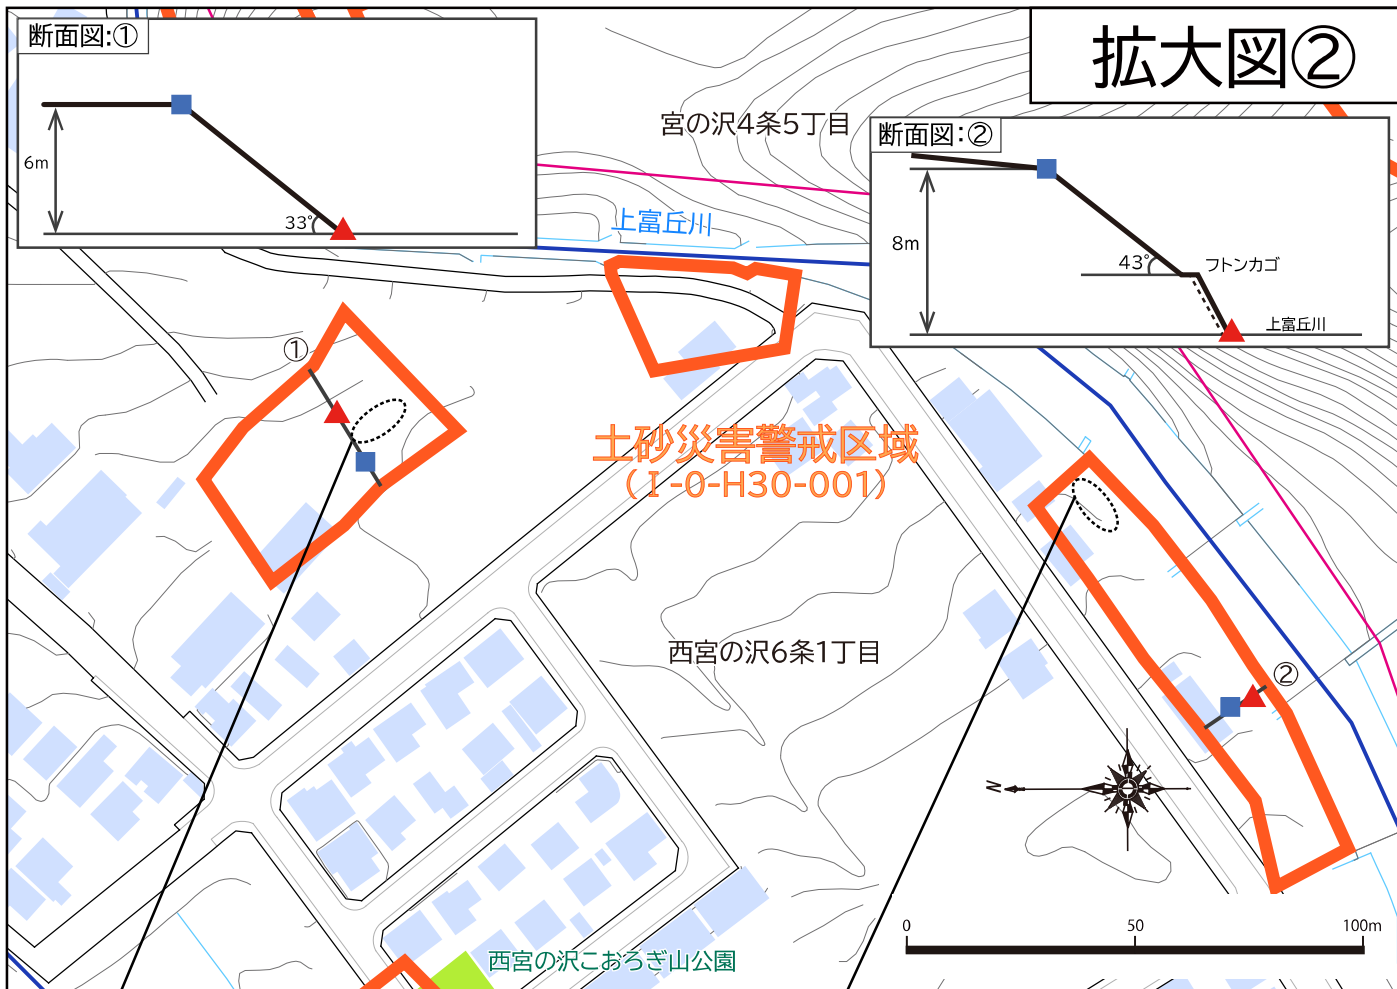 断面図:①
6m
33°
拡大図②
宮の沢4条5丁目
断面図:②
8m
43°
フトンカゴ
上富丘川
上富丘川
①
土砂災害警戒区域
(Ⅰ-0-H30-001)
西宮の沢6条1丁目
②
N
0 50 100m
西宮の沢こおろぎ山公園